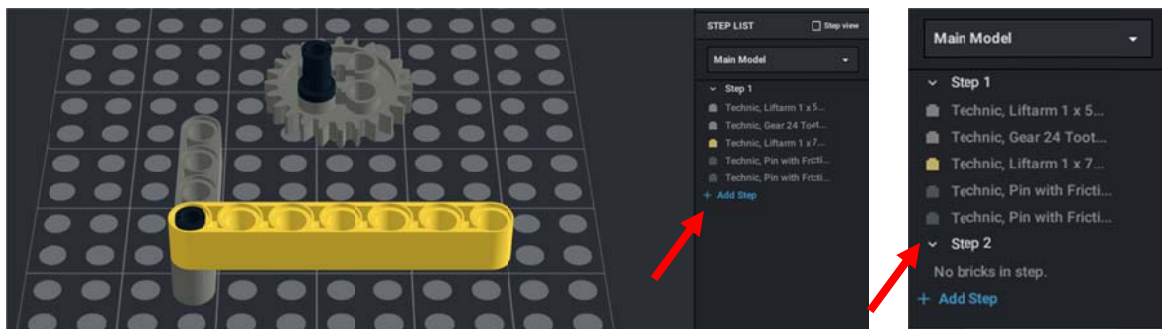 STEP LIST
Step view
Main Model
Step 1
Technic, Liftarm 1 x 5...
Technic, Gear 24 Toot...
Technic, Liftarm 1 x 7...
Technic, Pin with Fricti...
Technic, Pin with Fricti...
+ Add Step
Main Model
Step 1
Technic, Liftarm 1 x 5...
Technic, Gear 24 Toot...
Technic, Liftarm 1 x 7...
Technic, Pin with Fricti...
Technic, Pin with Fricti...
Step 2
No bricks in step.
+ Add Step